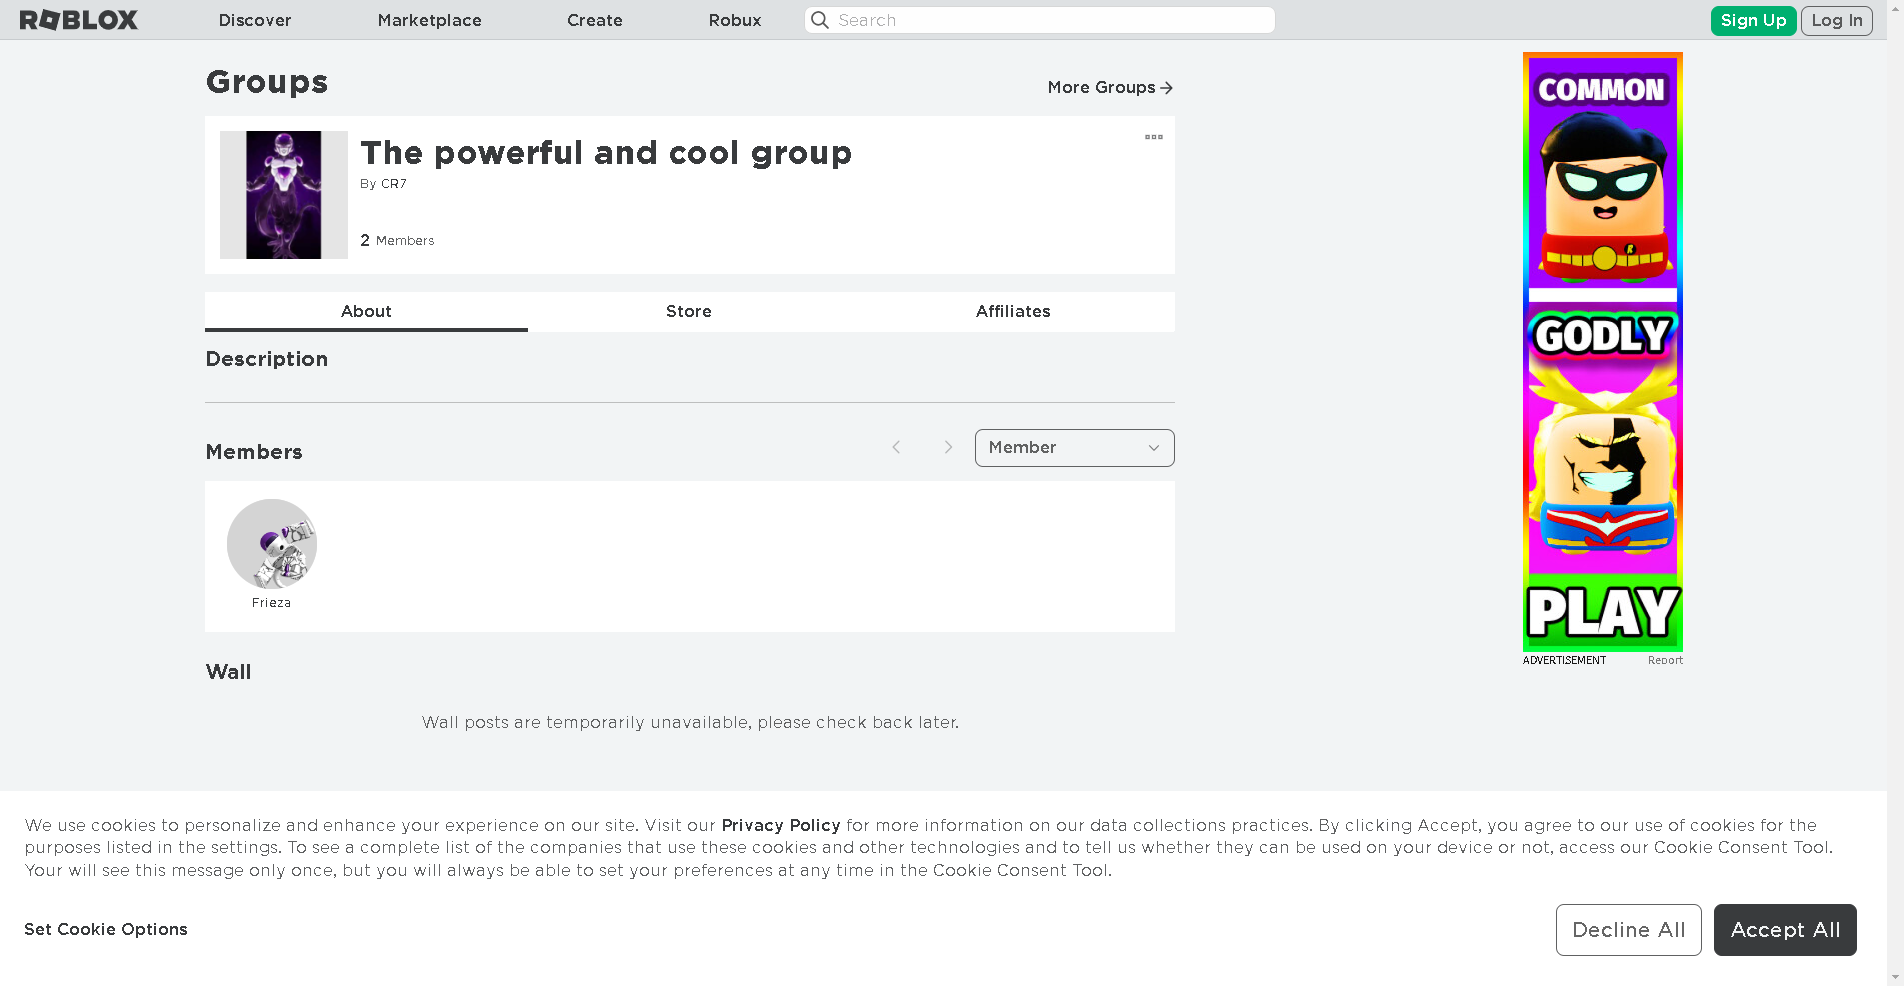 ROBLOX
Discover
Marketplace
Create
Robux
Search
Sign Up
Log In
Groups
More Groups
The powerful and cool group
By CR7
2 Members
About
Store
Affiliates
Description
Members
Member
Frieza
Wall
Wall posts are temporarily unavailable, please check back later.
COMMON
R
GODLY
PLAY
ADVERTISEMENT
Report
We use cookies to personalize and enhance your experience on our site. Visit our Privacy Policy for more information on our data collections practices. By clicking Accept, you agree to our use of cookies for the
purposes listed in the settings. To see a complete list of the companies that use these cookies and other technologies and to tell us whether they can be used on your device or not, access our Cookie Consent Tool.
Your will see this message only once, but you will always be able to set your preferences at any time in the Cookie Consent Tool.
Set Cookie Options
Decline All
Accept All